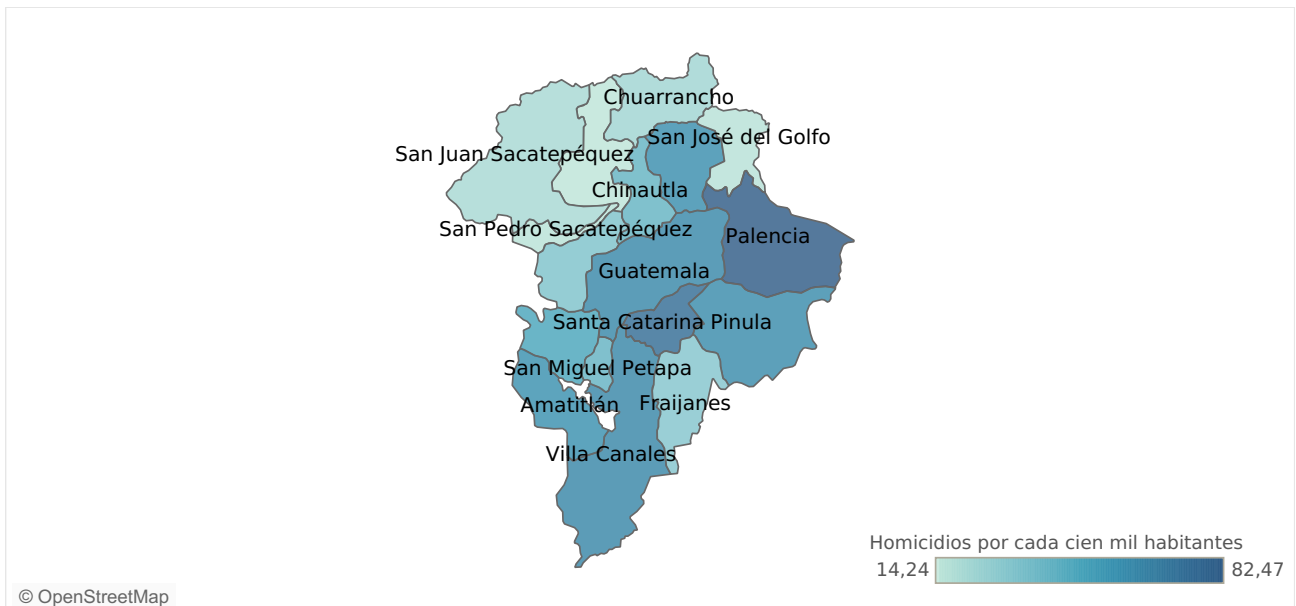 Chuarrancho
San José del Golfo
San Juan Sacatepéquez
Chinautla
San Pedro Sacatepéquez
Palencia
Guatemala
Santa Catarina Pinula
San Miguel Petapa
Amatitlán
Fraijanes
Villa Canales
Homicidios por cada cien mil habitantes
14,24
82,47
© OpenStreetMap